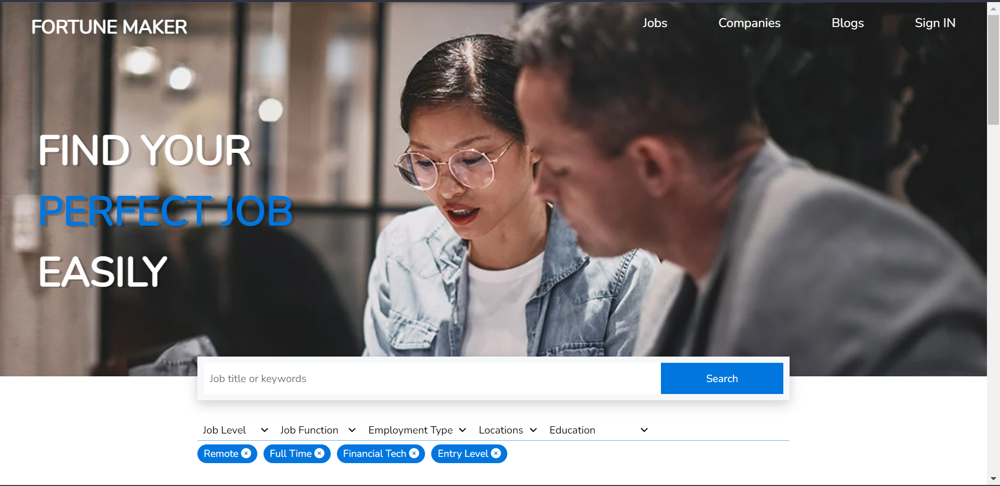 FORTUNE MAKER
Jobs Companies Blogs Sign IN
FIND YOUR
PERFECT JOB
EASILY
Job title or keywords Search
Job Level Job Function Employment Type Locations Education
Remote Full Time Financial Tech Entry Level